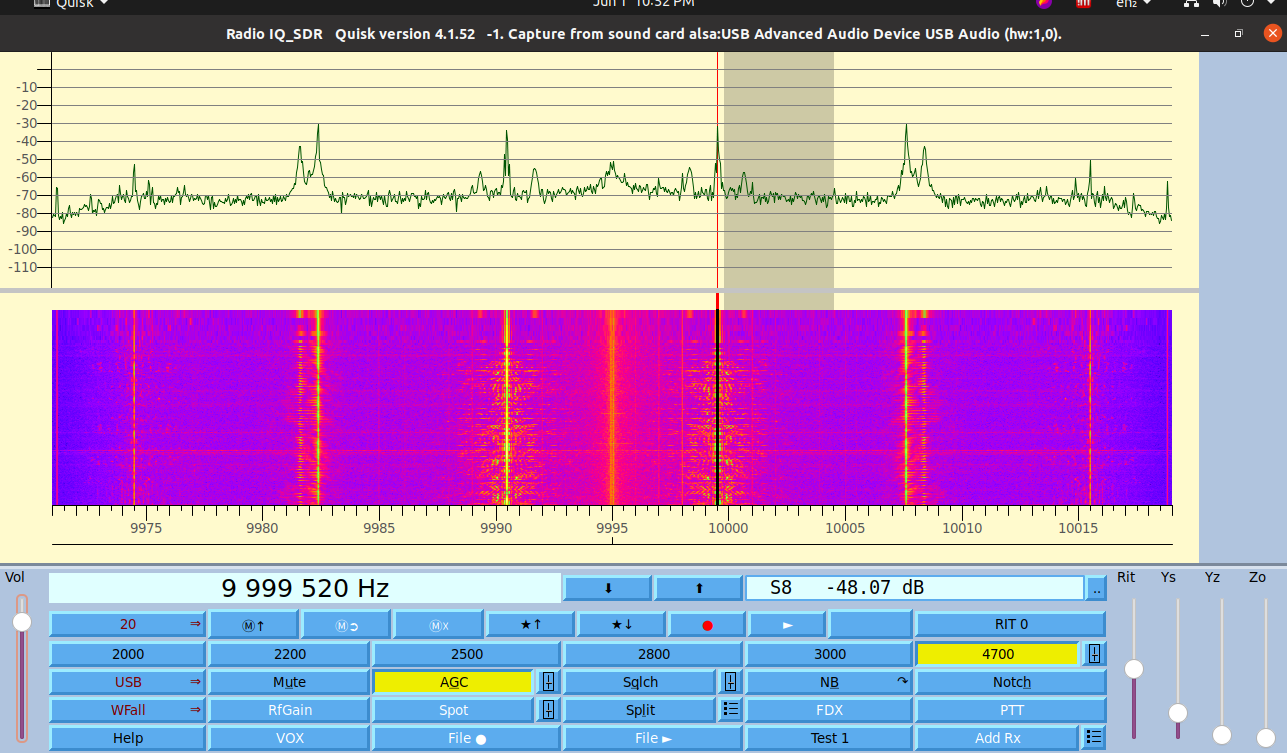 Quisk Jun 1 10:32 PM en₂
Radio IQ_SDR Quisk version 4.1.52 -1. Capture from sound card alsa:USB Advanced Audio Device USB Audio (hw:1,0).
-10
-20
-30
-40
-50
-60
-70
-80
-90
-100
-110
9975 9980 9985 9990 9995 10000 10005 10010 10015
Vol 9 999 520 Hz ⬇ ⬆ S8 -48.07 dB .. Rit Ys Yz Zo
20 ⇒ Ⓜ↑ Ⓜ➲ Ⓜx ★↑ ★↓ ● ► RIT 0
2000 2200 2500 2800 3000 4700
USB ⇒ Mute AGC Sqlch NB ↷ Notch
WFall ⇒ RfGain Spot Split FDX PTT
Help VOX File ● File ► Test 1 Add Rx